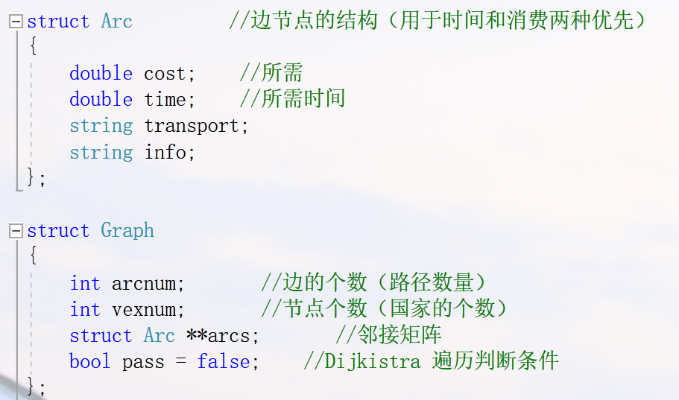 struct Arc //边节点的结构（用于时间和消费两种优先）
{
double cost; //所需
double time; //所需时间
string transport;
string info;
};
struct Graph
{
int arcnum; //边的个数（路径数量）
int vexnum; //节点个数（国家的个数）
struct Arc **arcs; //邻接矩阵
bool pass = false; //Dijkistra 遍历判断条件
};